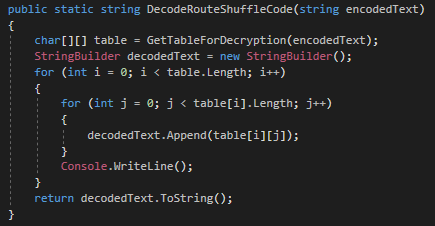 public static string DecodeRouteShuffleCode(string encodedText)
{
    char[][] table = GetTableForDecryption(encodedText);
    StringBuilder decodedText = new StringBuilder();
    for (int i = 0; i < table.Length; i++)
    {
        for (int j = 0; j < table[i].Length; j++)
        {
            decodedText.Append(table[i][j]);
        }
        Console.WriteLine();
    }
    return decodedText.ToString();
}